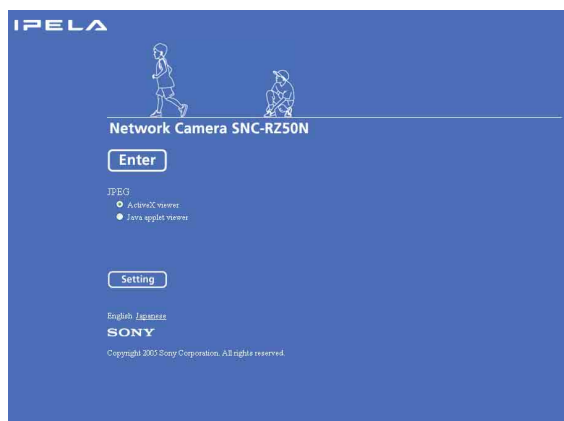 IPELA
Network Camera SNC-RZ50N
Enter
JPEG
ActiveX viewer
Java applet viewer
Setting
English Japanese
SONY
Copyright 2005 Sony Corporation. All rights reserved.